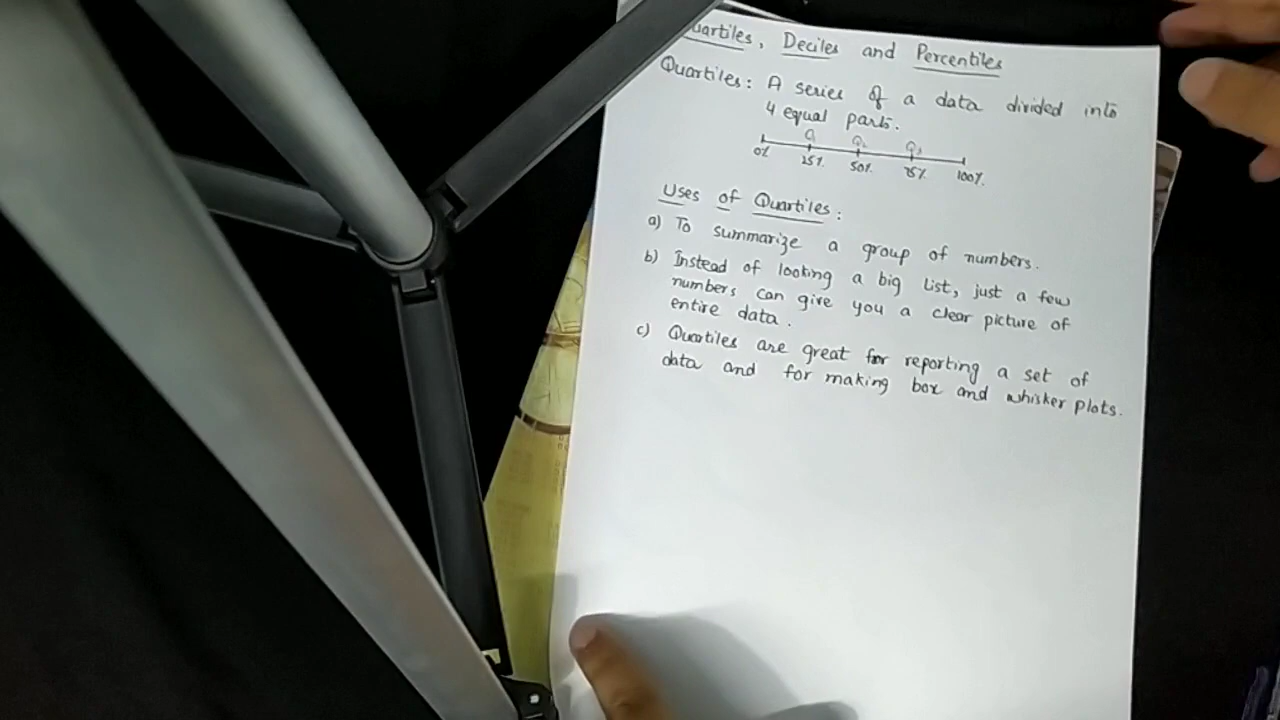 uartiles, Deciles and Percentiles
Quartiles: A series of a data divided into
4 equal parts.
Q1 Q2 Q3
0% 25% 50% 75% 100%.
Uses of Quartiles:
a) To summarize a group of numbers.
b) Instead of looking a big List, just a few
numbers can give you a clear picture of
entire data.
c) Quartiles are great for reporting a set of
data and for making box and whisker plots.